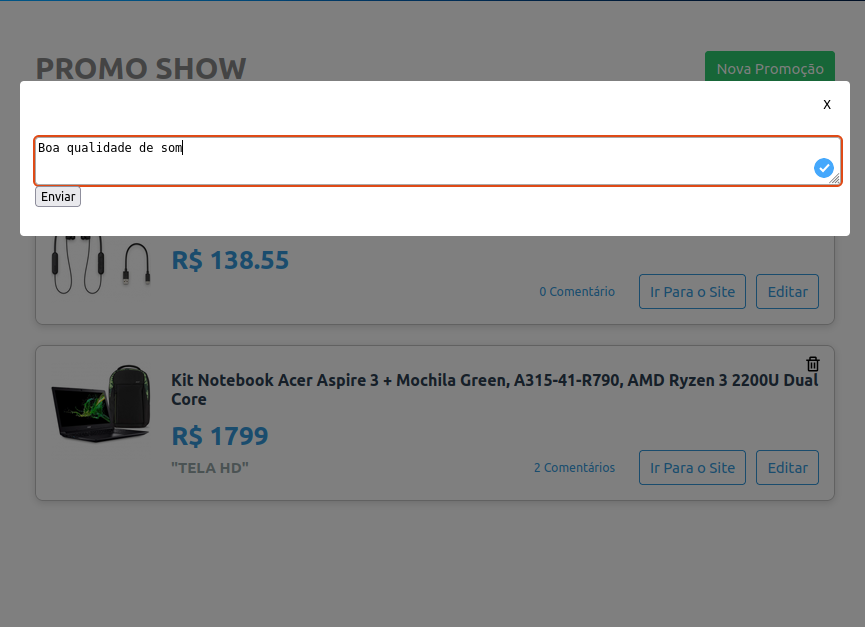 PROMO SHOW
Nova Promoção
X
Boa qualidade de som
Enviar
R$ 138.55
0 Comentário
Ir Para o Site
Editar
Kit Notebook Acer Aspire 3 + Mochila Green, A315-41-R790, AMD Ryzen 3 2200U Dual
Core
R$ 1799
"TELA HD"
2 Comentários
Ir Para o Site
Editar